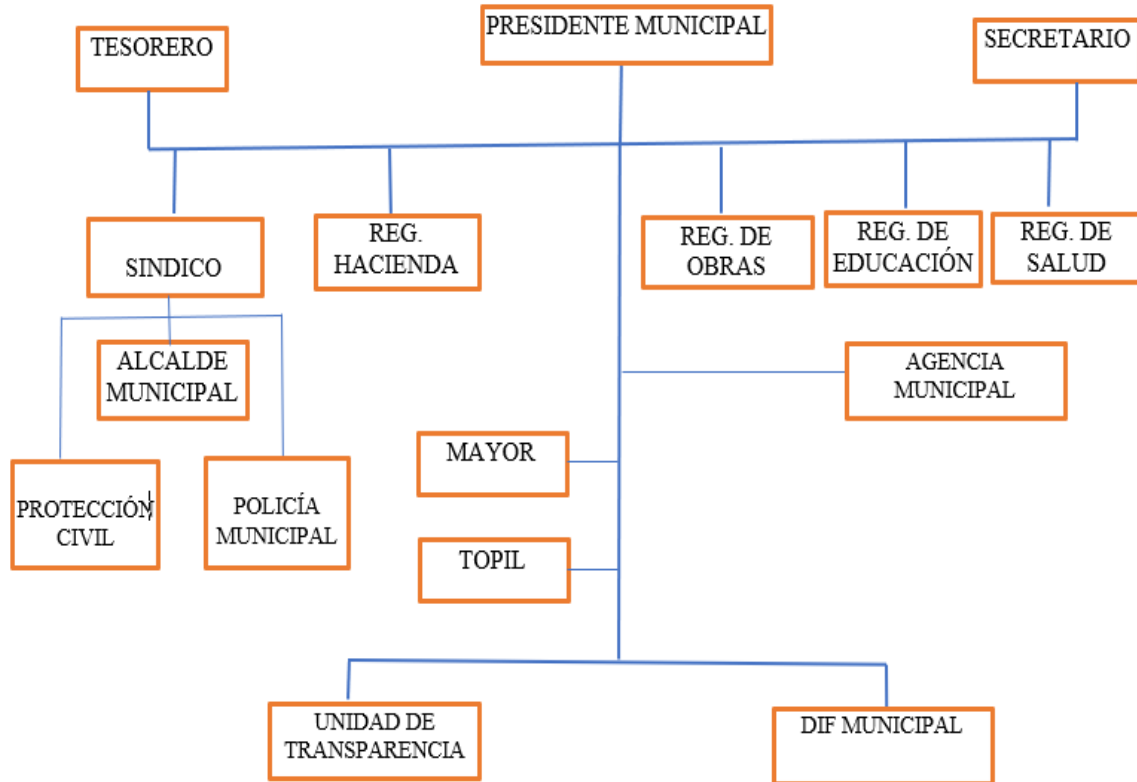 TESORERO
PRESIDENTE MUNICIPAL
SECRETARIO
SINDICO
REG.
HACIENDA
REG. DE
OBRAS
REG. DE
EDUCACIÓN
REG. DE
SALUD
ALCALDE
MUNICIPAL
AGENCIA
MUNICIPAL
PROTECCIÓN
CIVIL
POLICÍA
MUNICIPAL
MAYOR
TOPIL
UNIDAD DE
TRANSPARENCIA
DIF MUNICIPAL